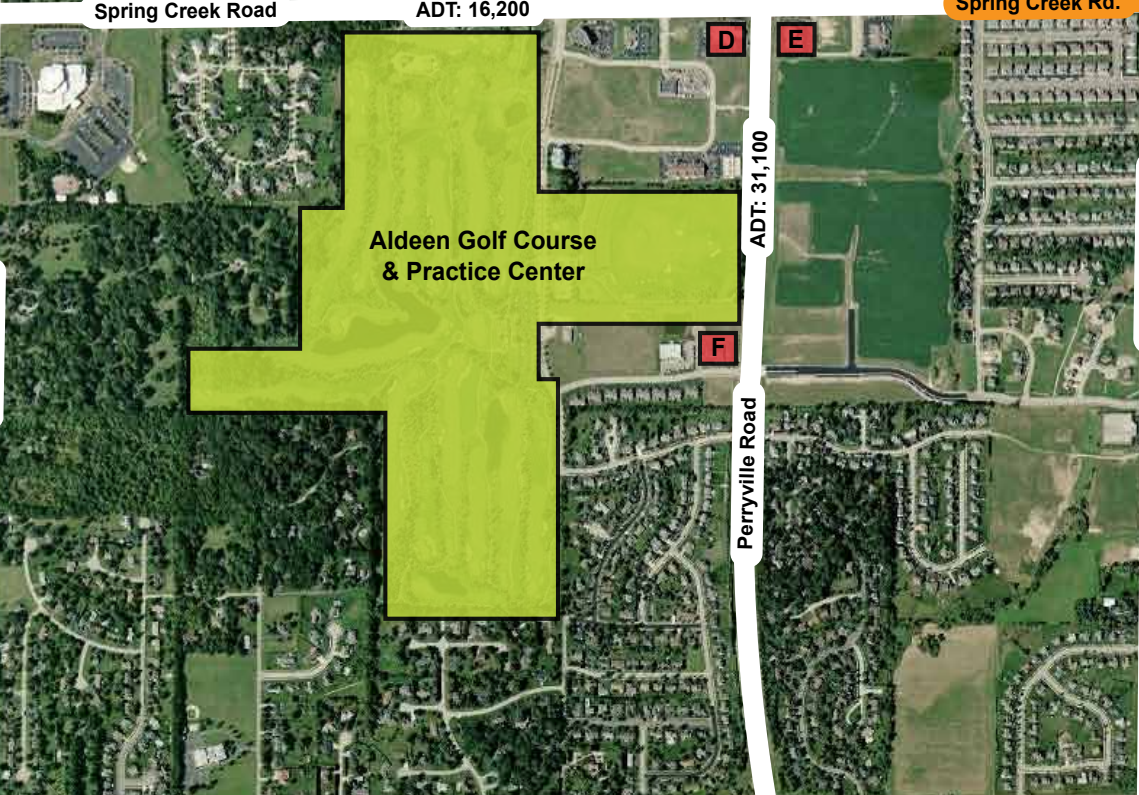 Spring Creek Road
ADT: 16,200
Spring Creek Rd.
D
E
ADT: 31,100
Aldeen Golf Course
& Practice Center
F
Perryville Road